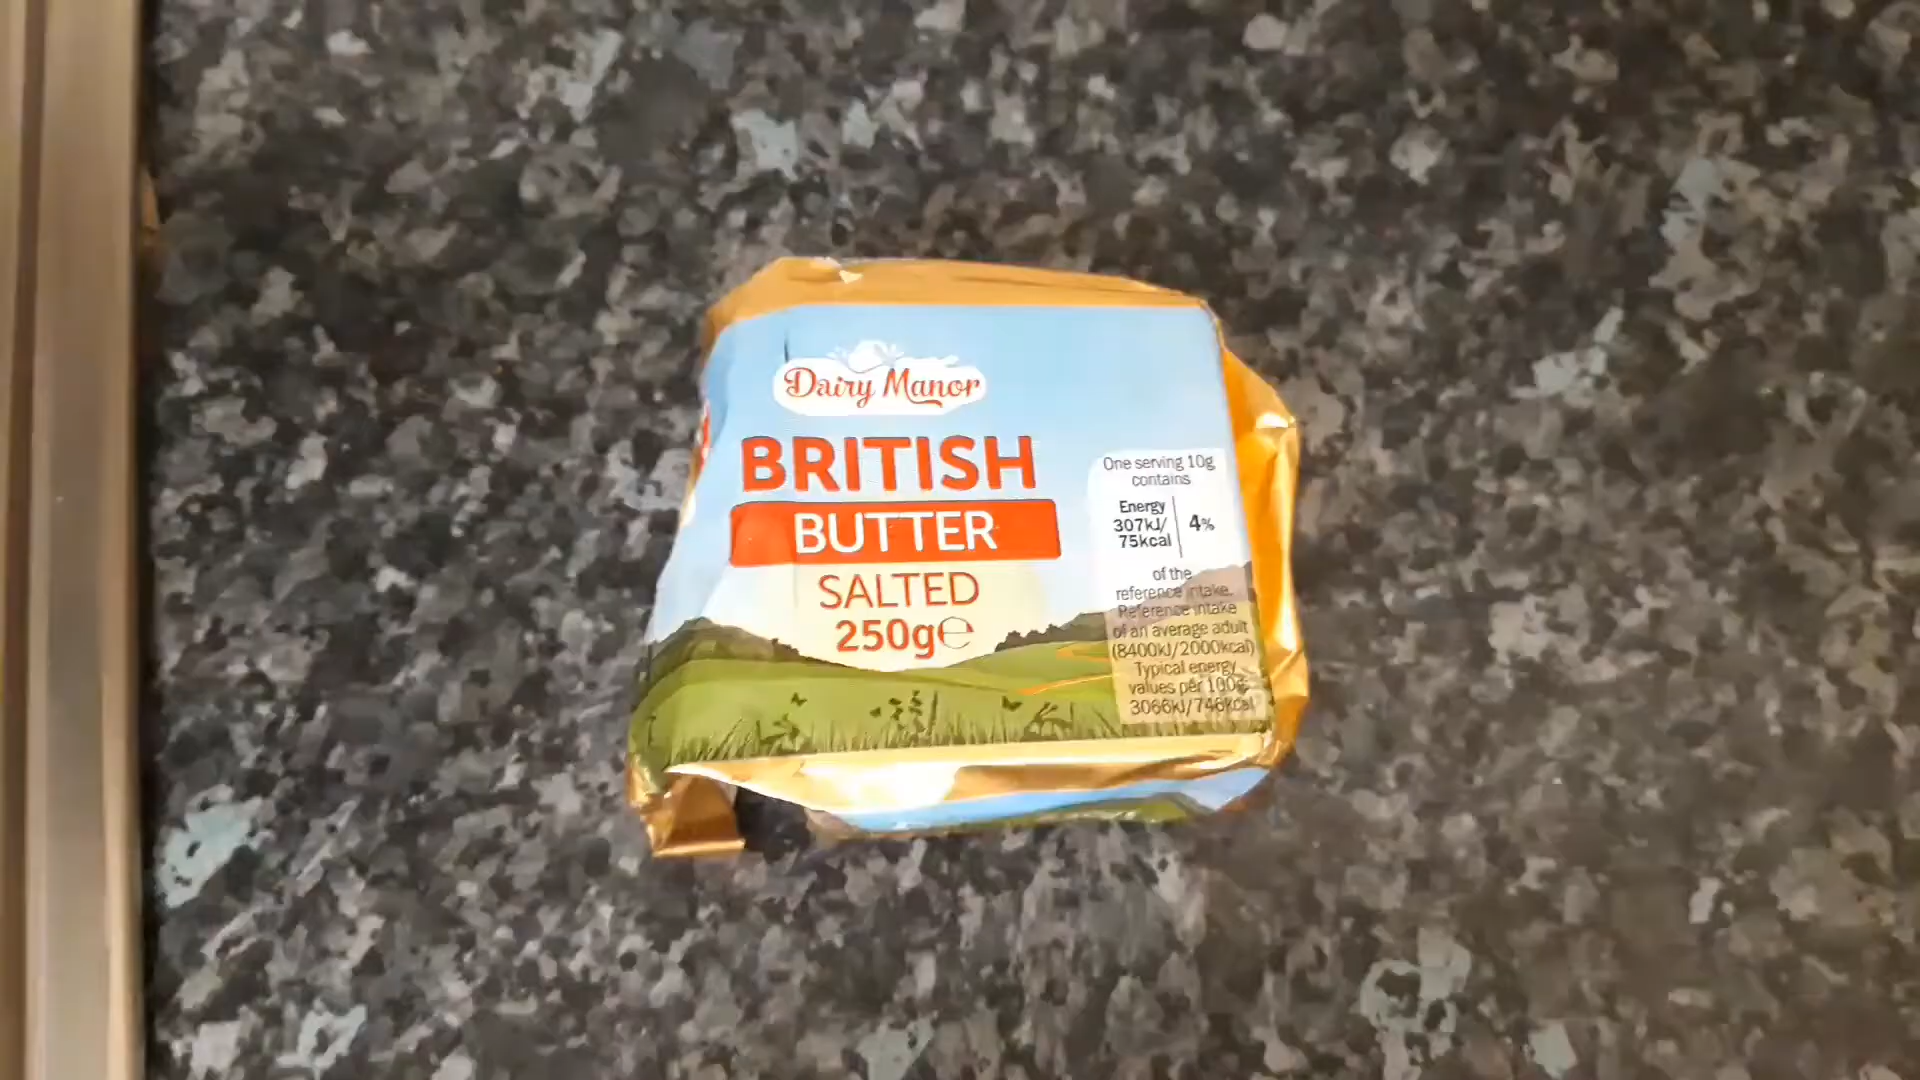 Dairy Manor
BRITISH
BUTTER
SALTED
250g℮
One serving 10g
contains
Energy
307kJ/
75kcal
4%
of the
reference intake.
Reference intake
of an average adult
(8400kJ/2000kcal)
Typical energy
values per 100g:
3066kJ/746kcal